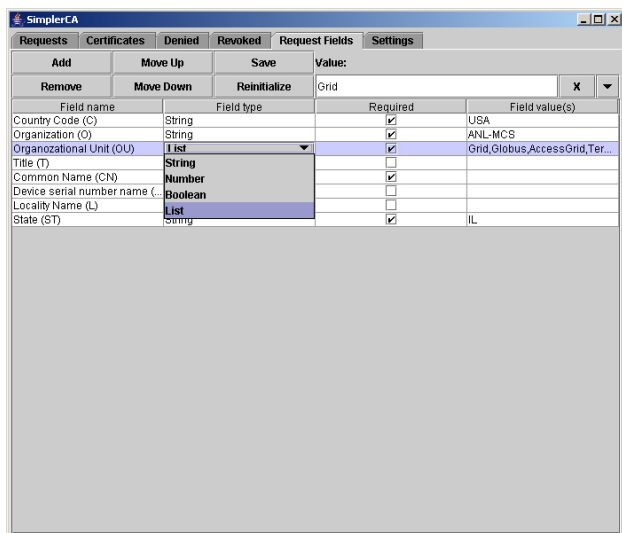 SimplerCA
Requests Certificates Denied Revoked Request Fields Settings
Add Move Up Save Value:
Remove Move Down Reinitialize Grid X
Field name Field type Required Field value(s)
Country Code (C) String USA
Organization (O) String ANL-MCS
Organozational Unit (OU) List Grid,Globus,AccessGrid,Ter...
Title (T) String
Common Name (CN) Number
Device serial number name (... Boolean
Locality Name (L) List
State (ST) String IL